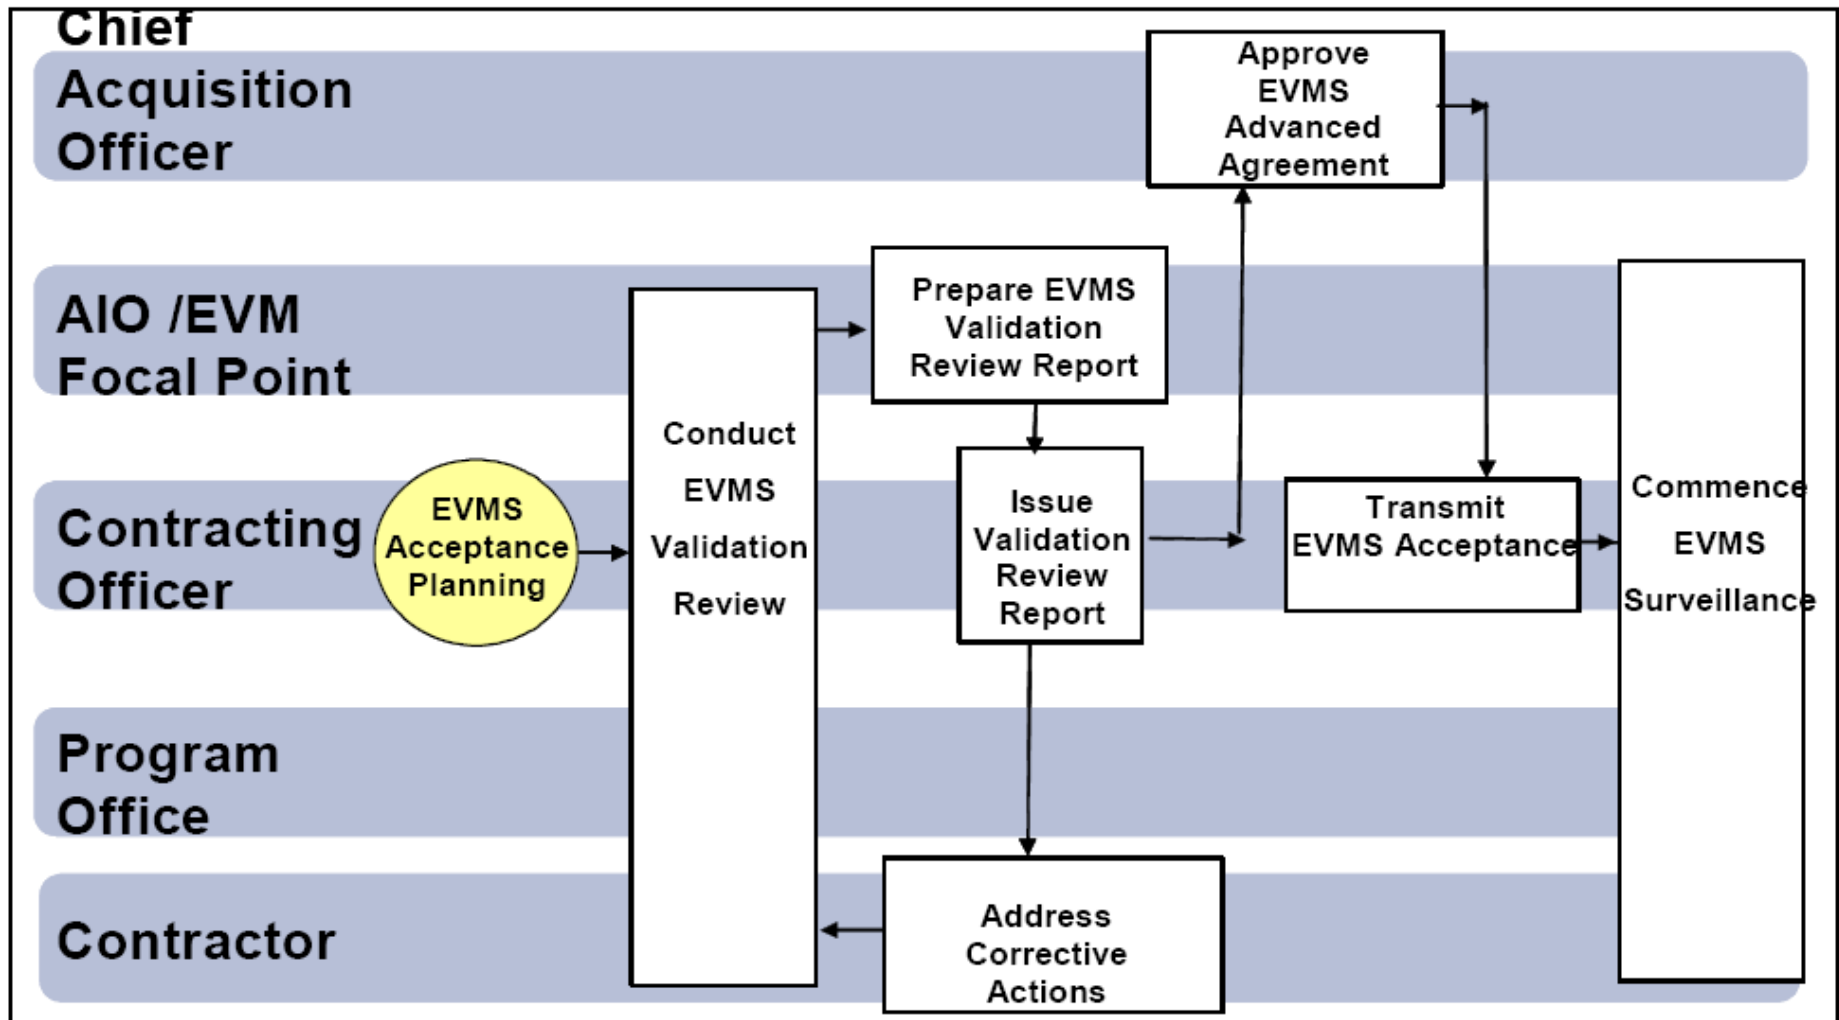 Chief
Acquisition
Officer
Approve
EVMS
Advanced
Agreement
AIO /EVM
Focal Point
Prepare EVMS
Validation
Review Report
Conduct
EVMS
Validation
Review
Contracting
Officer
EVMS
Acceptance
Planning
Issue
Validation
Review
Report
Transmit
EVMS Acceptance
Commence
EVMS
Surveillance
Program
Office
Contractor
Address
Corrective
Actions